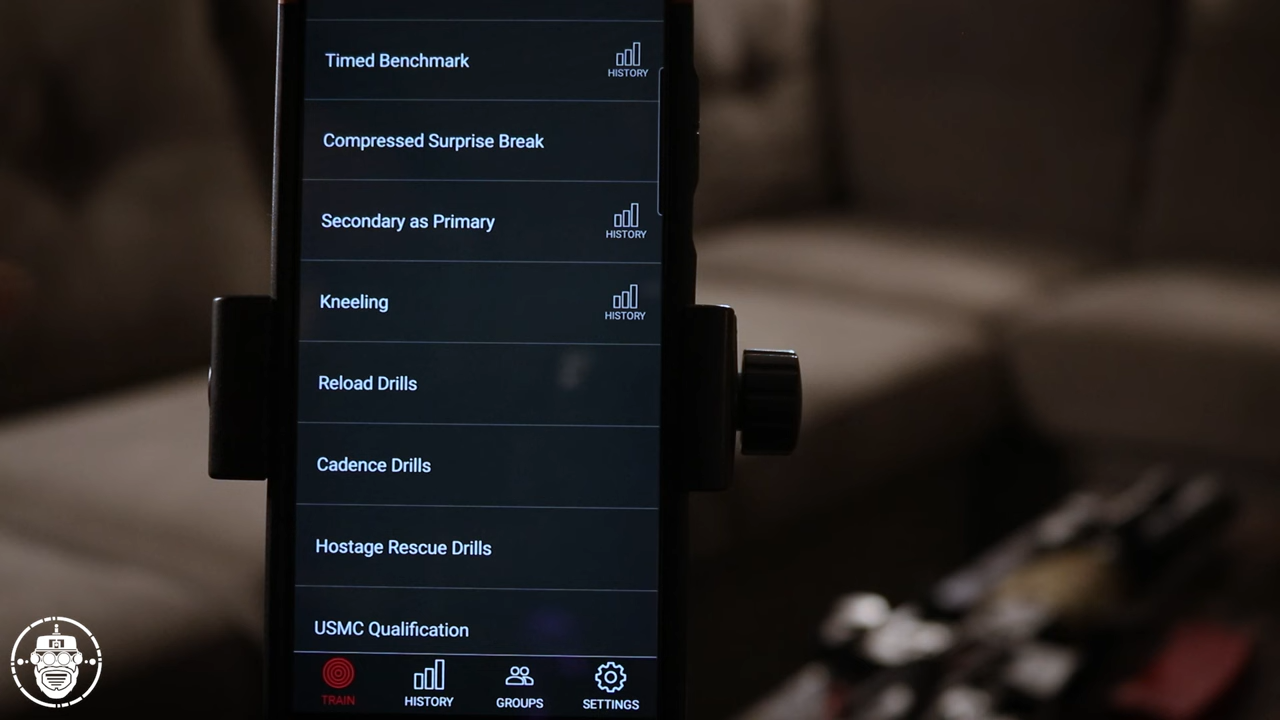 Timed Benchmark
HISTORY
Compressed Surprise Break
Secondary as Primary
HISTORY
Kneeling
HISTORY
Reload Drills
Cadence Drills
Hostage Rescue Drills
USMC Qualification
TRAIN
HISTORY
GROUPS
SETTINGS